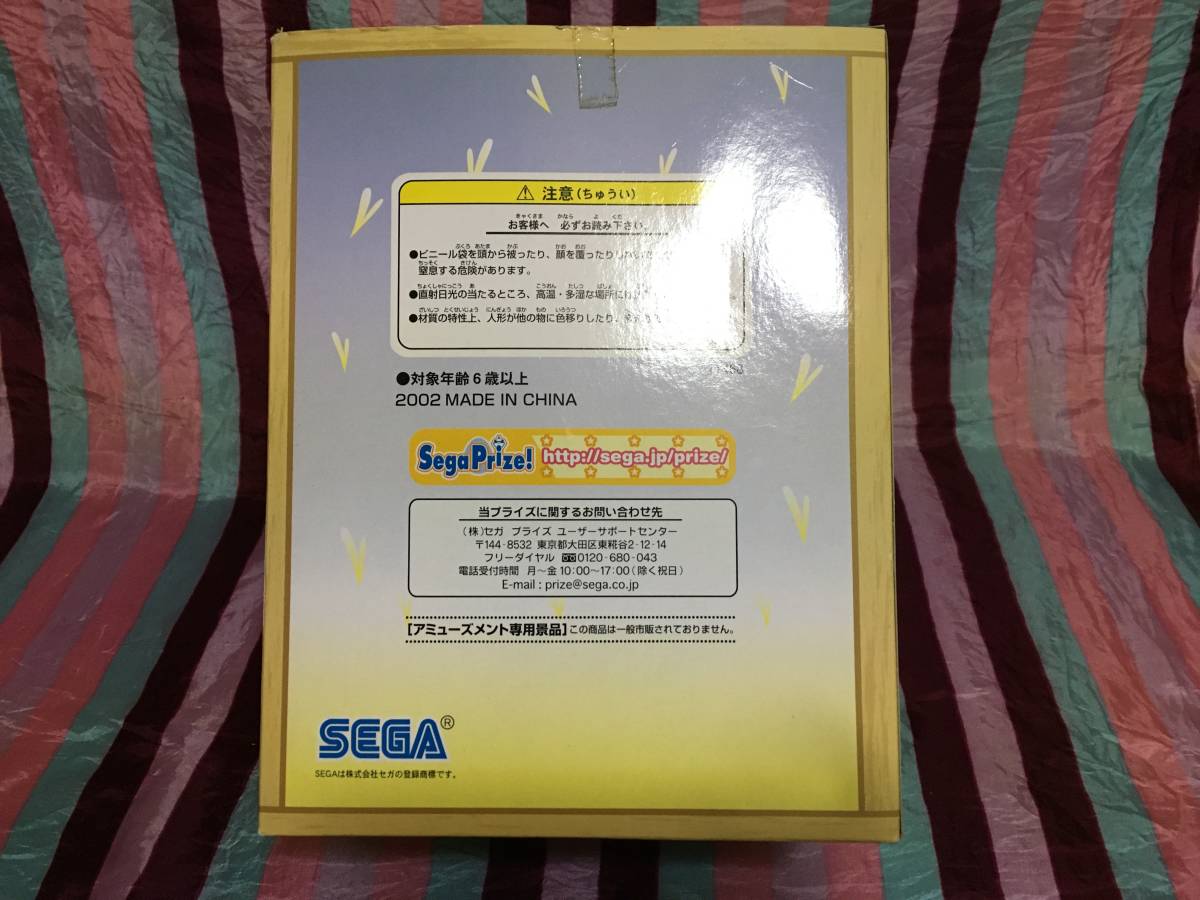 ⚠ 注意(ちゅうい)
お客様へ 必ずお読み下さい。
●ビニール袋を頭から被ったり、顔を覆ったり
窒息する危険があります。
●直射日光の当たるところ、高温・多湿な場所に
●材質の特性上、人形が他の物に色移りしたり、
●対象年齢6歳以上
2002 MADE IN CHINA
Sega Prize! http://sega.jp/prize/
当プライズに関するお問い合わせ先
(株)セガ プライズ ユーザーサポートセンター
〒144-8532 東京都大田区東糀谷2-12-14
フリーダイヤル 0120-680-043
電話受付時間 月~金 10:00~17:00(除く祝日)
E-mail : prize@sega.co.jp
[アミューズメント専用景品]この商品は一般市販されておりません。
SEGA®
SEGAは株式会社セガの登録商標です。